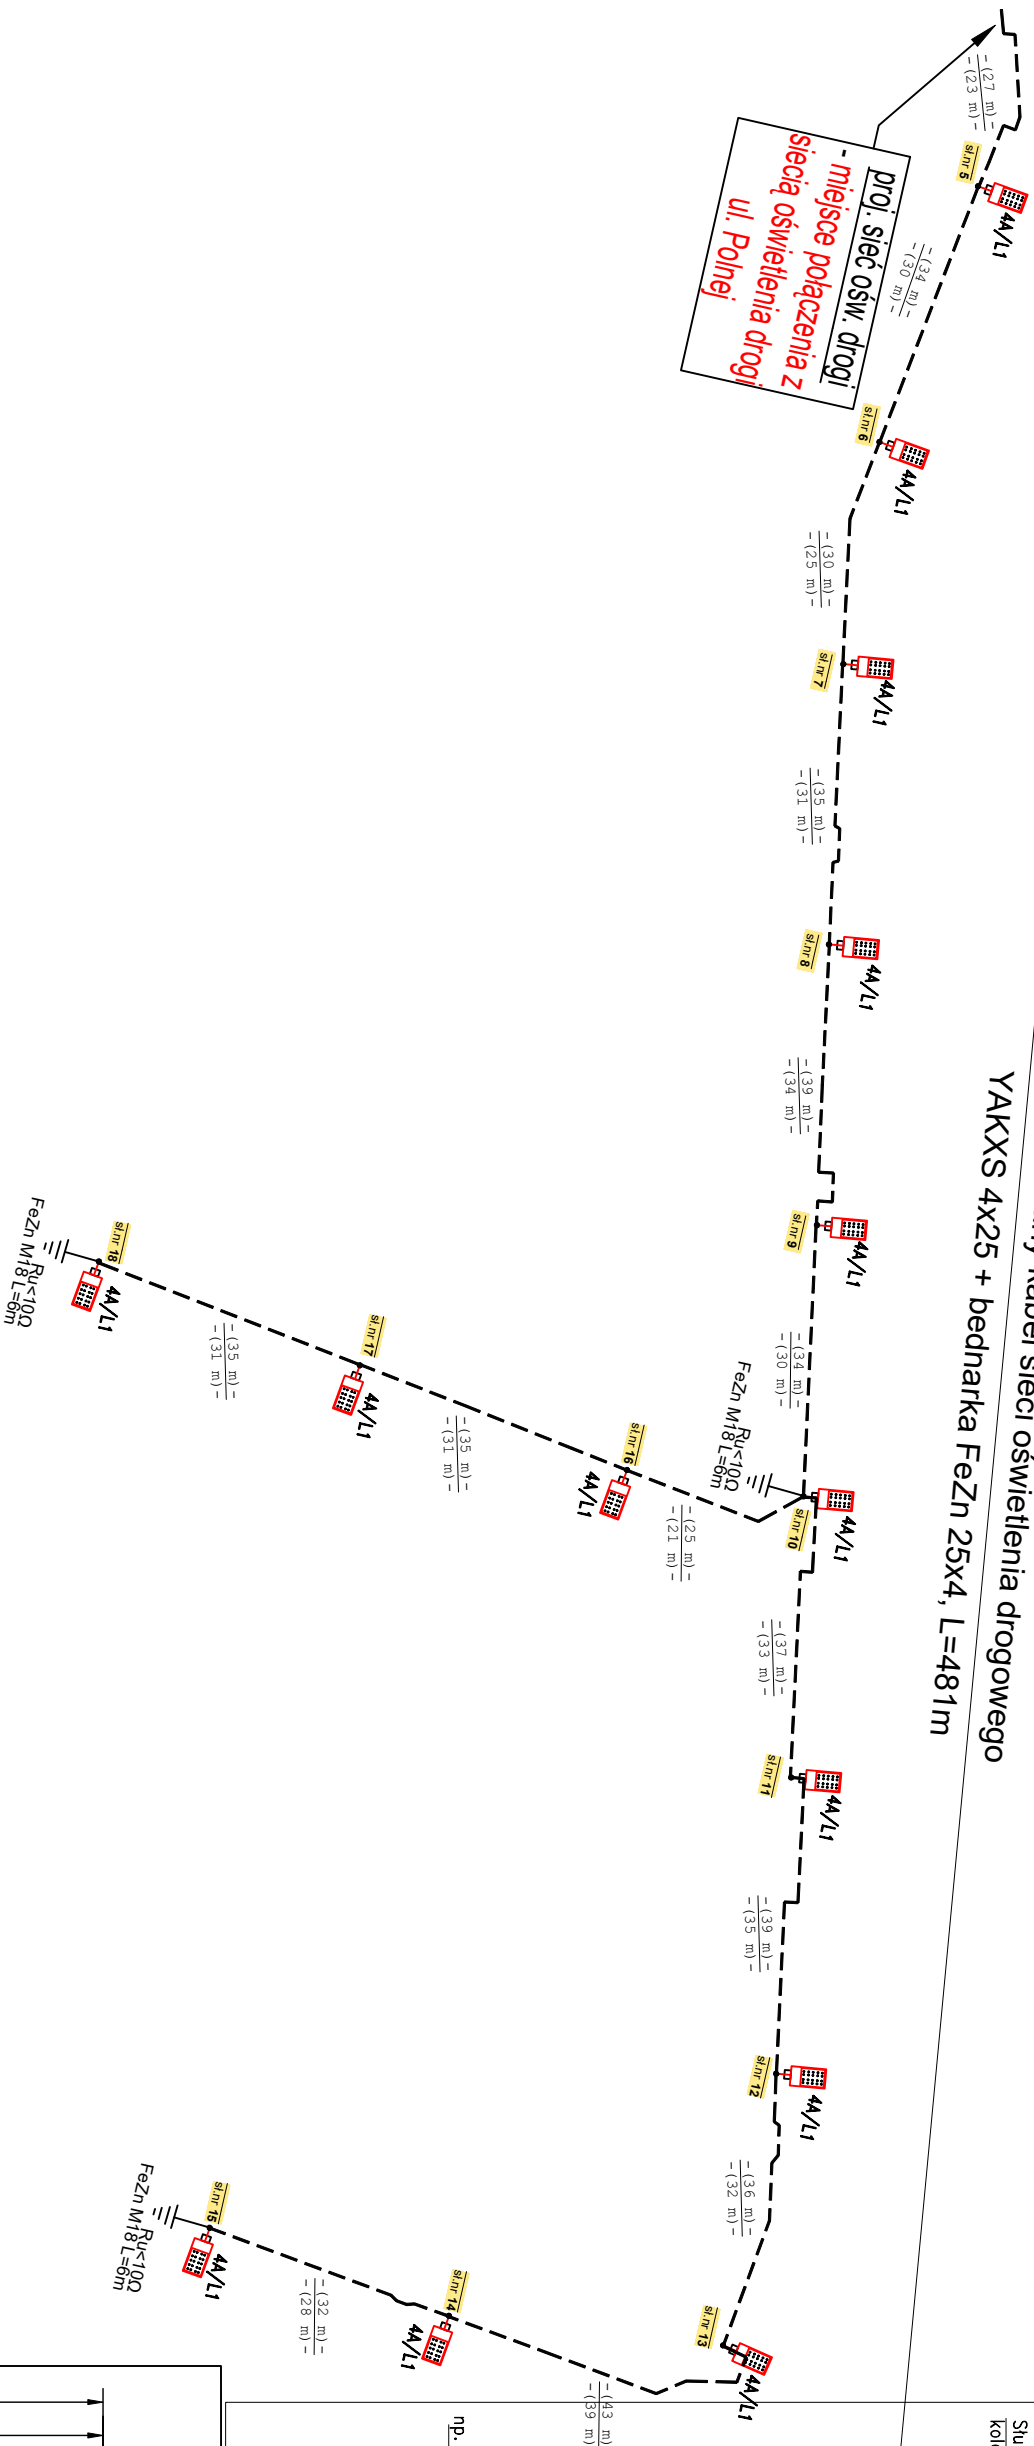 -(27 m)-
-(23 m)-
sł.nr 5
4A/L1
-(34 m)-
-(30 m)-
proj. sieć ośw. drogi
- miejsce połączenia z
siecią oświetlenia drogi
ul. Polnej
sł.nr 6
4A/L1
-(30 m)-
-(25 m)-
sł.nr 7
4A/L1
-(35 m)-
-(31 m)-
sł.nr 8
4A/L1
-(39 m)-
-(34 m)-
kabel sieci oświetlenia drogowego
YAKXS 4x25 + bednarka FeZn 25x4, L=481m
sł.nr 9
4A/L1
-(34 m)-
-(30 m)-
Ru<10Ω
FeZn M18 L=6m
sł.nr 10
4A/L1
-(25 m)-
-(21 m)-
sł.nr 16
4A/L1
-(35 m)-
-(31 m)-
sł.nr 17
4A/L1
-(35 m)-
-(31 m)-
sł.nr 18
4A/L1
Ru<10Ω
FeZn M18 L=6m
-(37 m)-
-(33 m)-
sł.nr 11
4A/L1
-(39 m)-
-(35 m)-
sł.nr 12
4A/L1
-(36 m)-
-(32 m)-
sł.nr 13
4A/L1
-(43 m)
-(39 m)
sł.nr 14
4A/L1
-(32 m)-
-(28 m)-
sł.nr 15
4A/L1
Ru<10Ω
FeZn M18 L=6m
np.